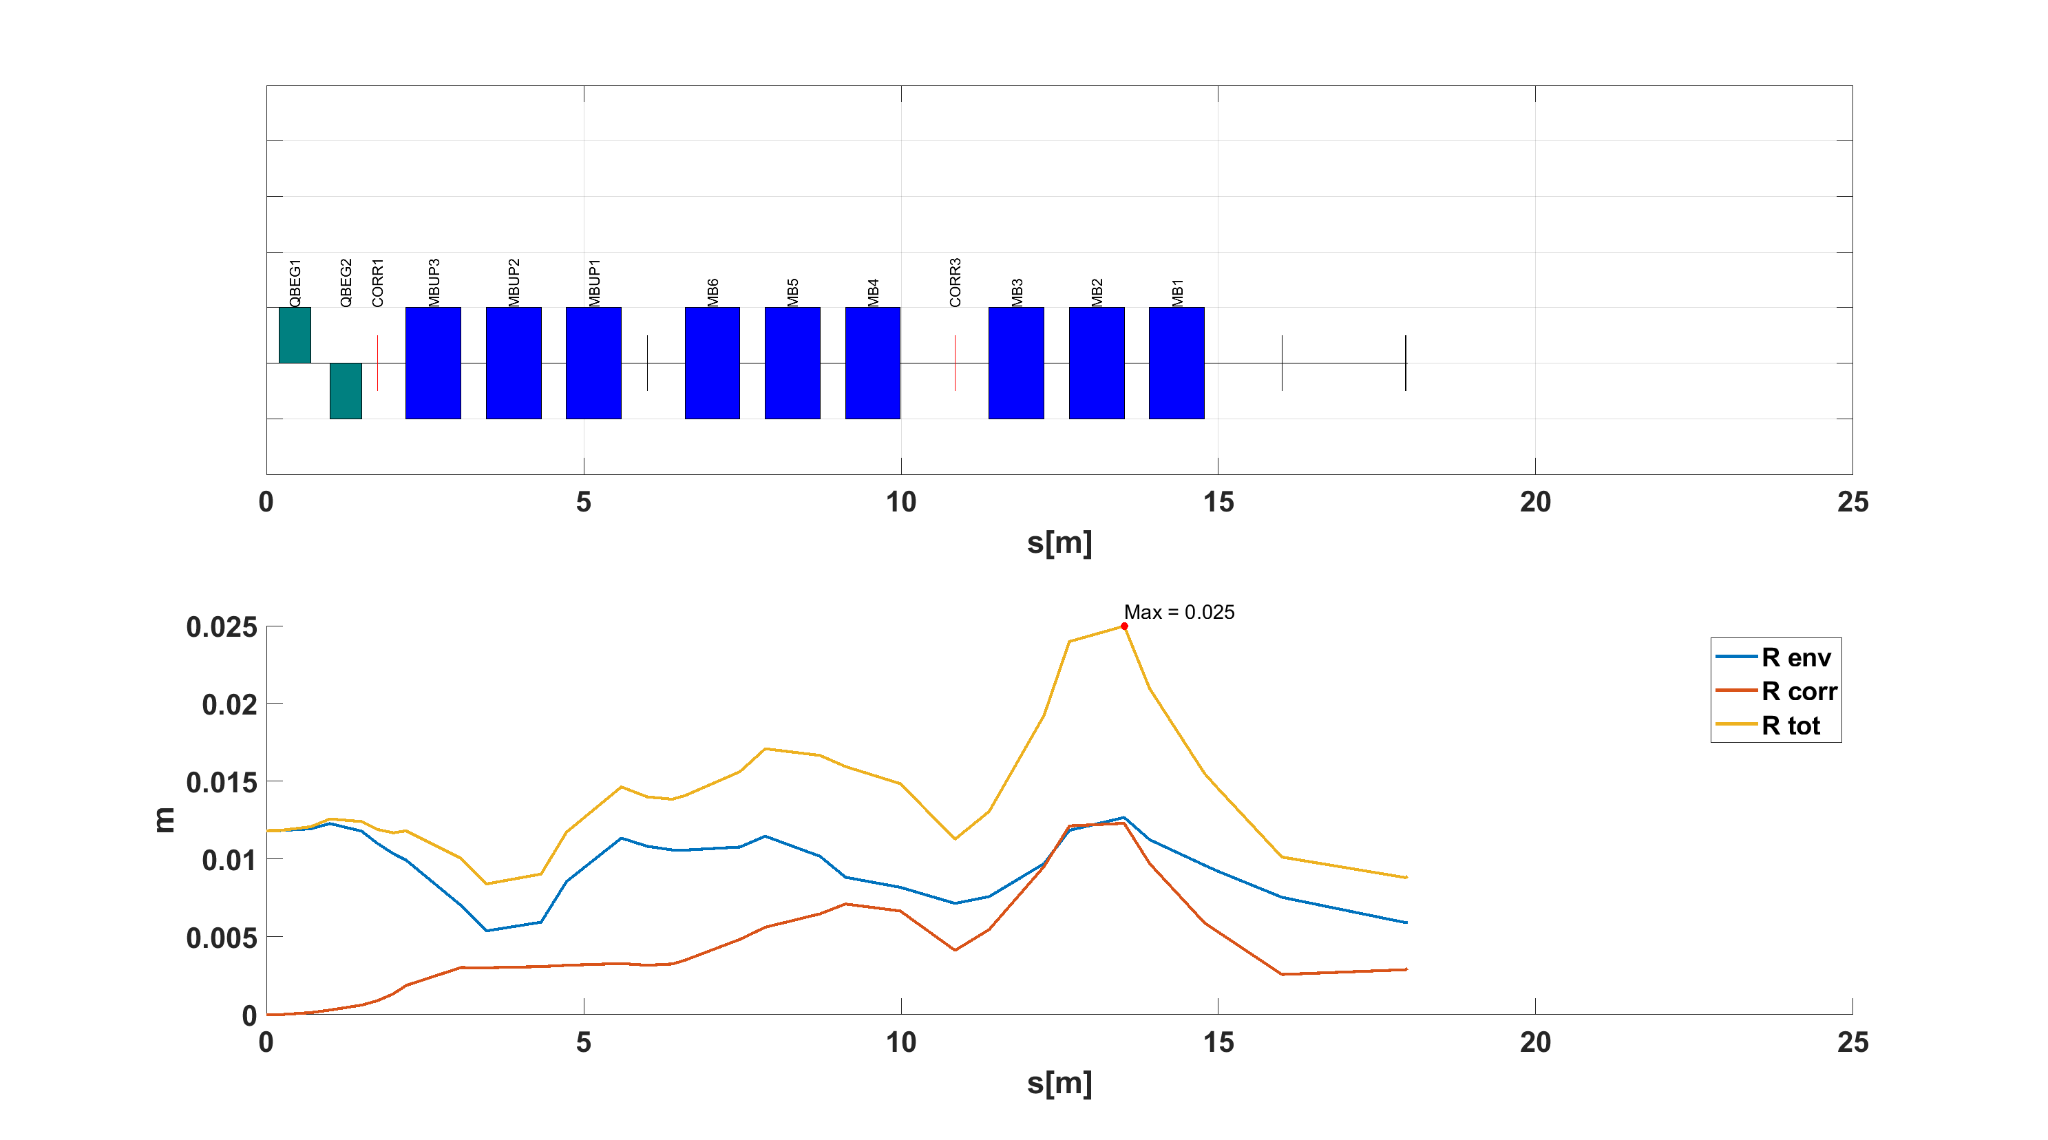 QBEG1
QBEG2
CORR1
MBUP3
MBUP2
MBUP1
MB6
MB5
MB4
CORR3
MB3
MB2
MB1
0 5 10 15 20 25
s[m]
Max = 0.025
0.025
0.02
0.015
0.01
0.005
0
m
R env
R corr
R tot
0 5 10 15 20 25
s[m]